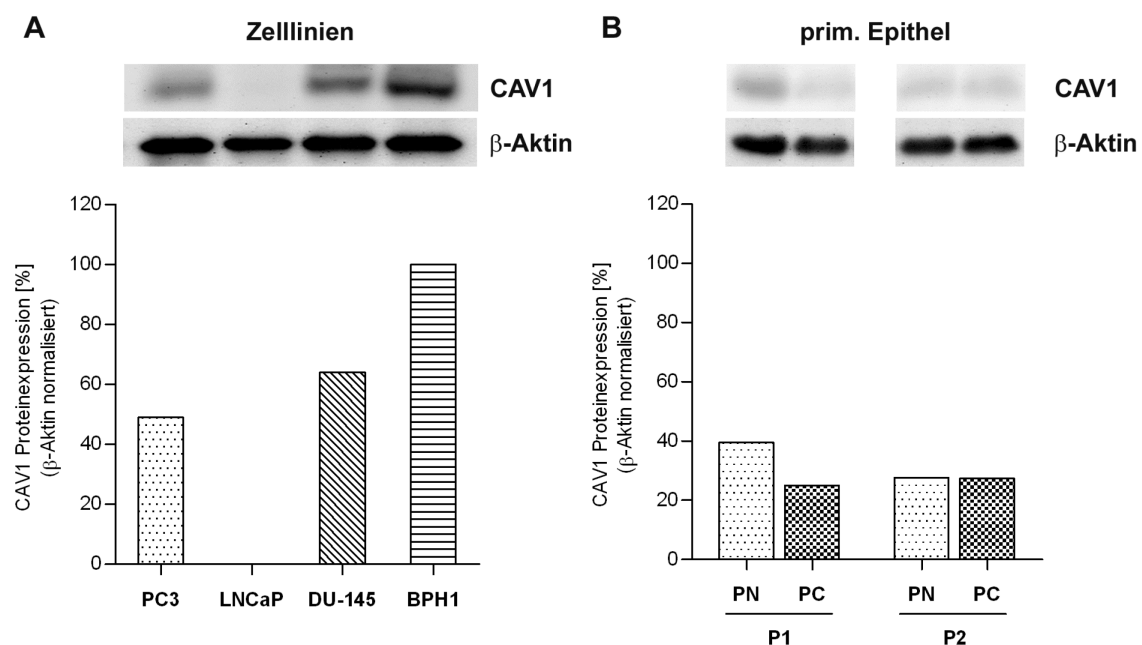 A
Zelllinien
CAV1
β-Aktin
120
100
80
60
40
20
0
CAV1 Proteinexpression [%]
(β-Aktin normalisiert)
PC3 LNCaP DU-145 BPH1
B
prim. Epithel
CAV1
β-Aktin
120
100
80
60
40
20
0
CAV1 Proteinexpression [%]
(β-Aktin normalisiert)
PN PC PN PC
P1 P2